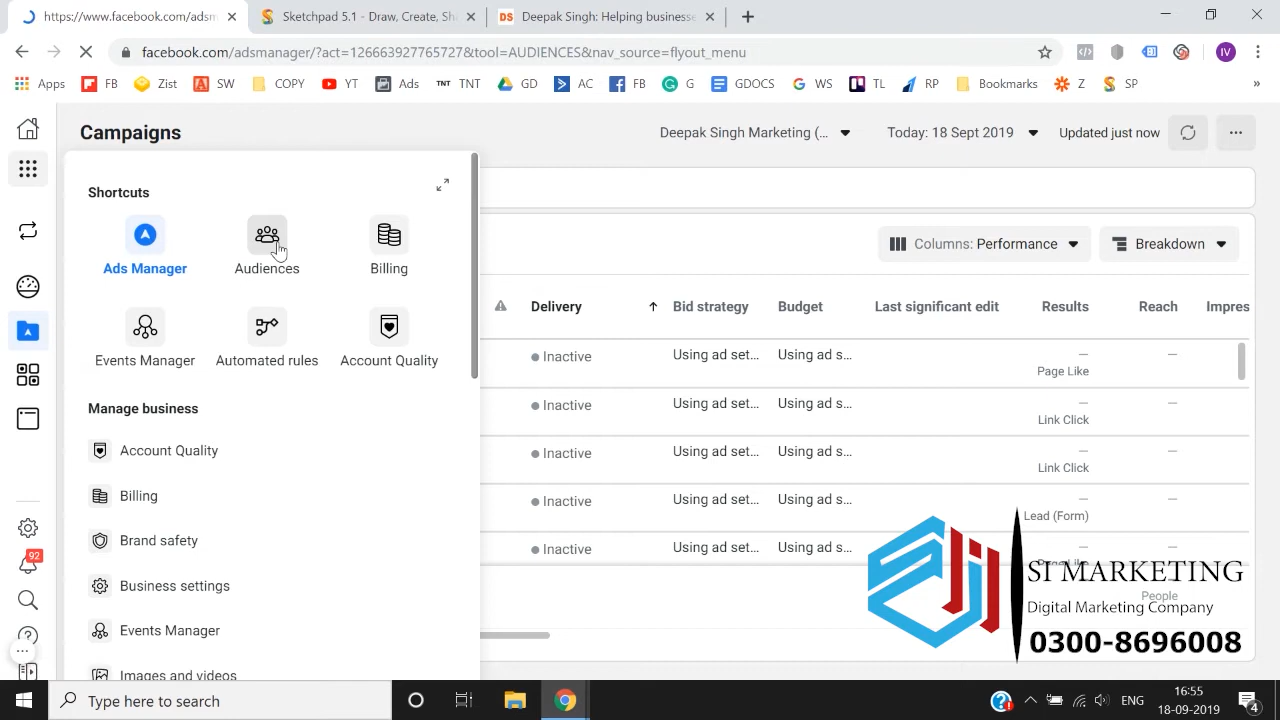 https://www.facebook.com/adsm
Sketchpad 5.1 - Draw, Create, Sh
DS Deepak Singh: Helping businesse
facebook.com/adsmanager/?act=126663927765727&tool=AUDIENCES&nav_source=flyout_menu
IV
Apps FB Zist SW COPY YT Ads TNT TNT GD AC FB G GDOCS WS TL RP Bookmarks Z SP »
Campaigns
Deepak Singh Marketing (...
Today: 18 Sept 2019
Updated just now
Shortcuts
Ads Manager Audiences Billing
Events Manager Automated rules Account Quality
Manage business
Account Quality
Billing
Brand safety
Business settings
Events Manager
Images and videos
Columns: Performance
Breakdown
Delivery Bid strategy Budget Last significant edit Results Reach Impres
Inactive Using ad set... Using ad s... — —
Page Like
Inactive Using ad set... Using ad s... — —
Link Click
Inactive Using ad set... Using ad s... — —
Link Click
Inactive Using ad set... Using ad s... — —
Lead (Form)
Inactive Using ad set... Using ad s... — —
People
SI MARKETING
Digital Marketing Company
0300-8696008
92
Type here to search
ENG
16:55
18-09-2019
4